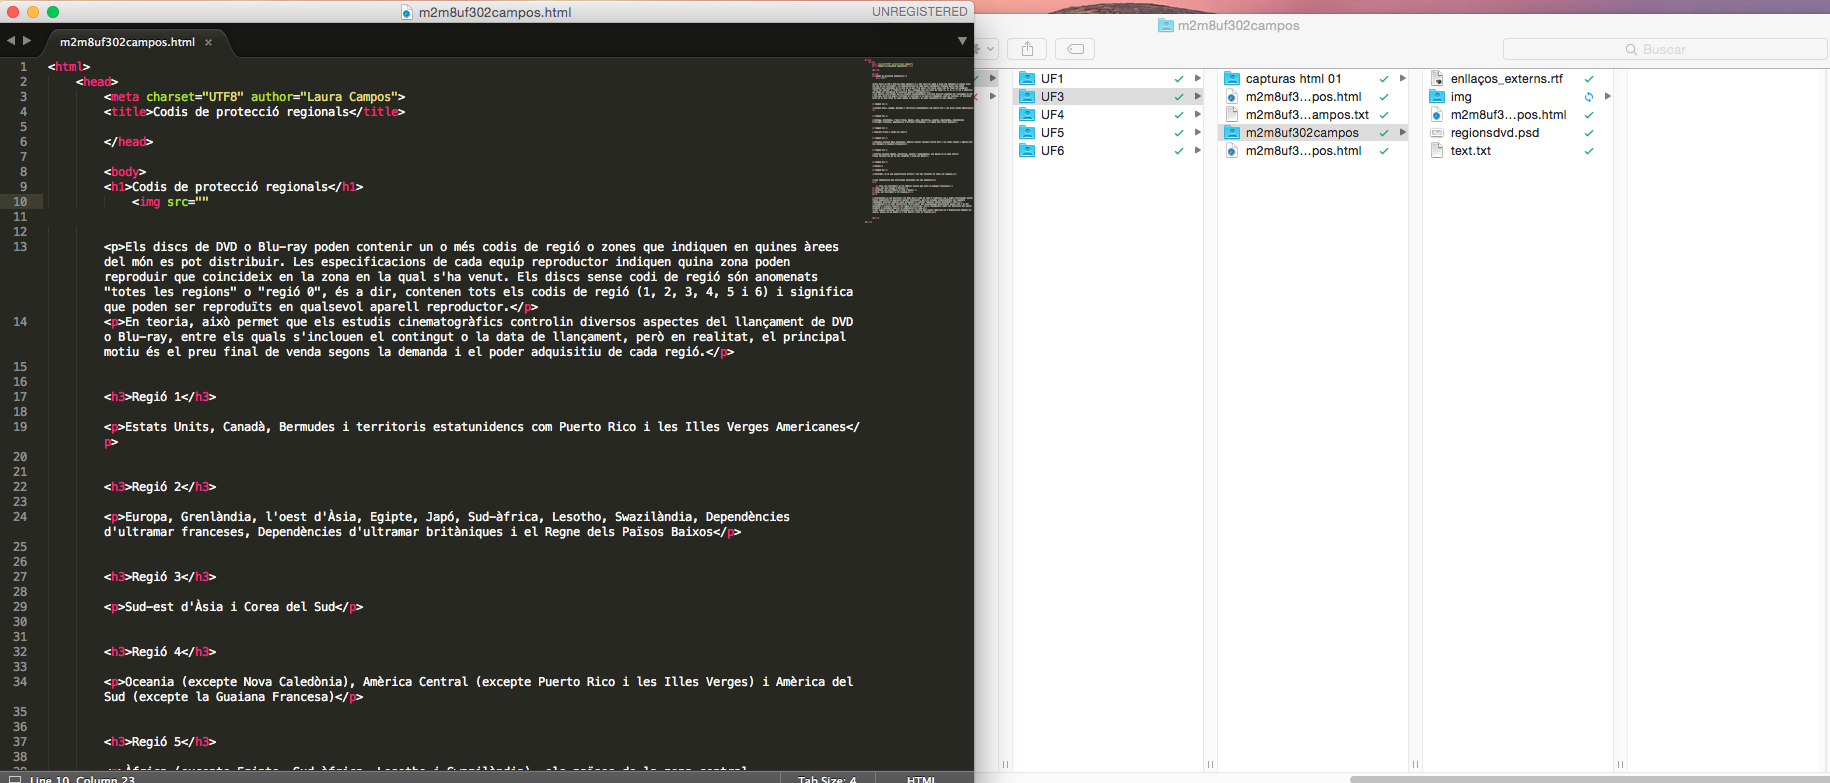 m2m8uf302campos.html
UNREGISTERED
m2m8uf302campos.html ×
1 <html>
2 <head>
3 <meta charset="UTF8" author="Laura Campos">
4 <title>Codis de protecció regionals</title>
5
6 </head>
7
8 <body>
9 <h1>Codis de protecció regionals</h1>
10 <img src=""
11
12
13 <p>Els discs de DVD o Blu-ray poden contenir un o més codis de regió o zones que indiquen en quines àrees
del món es pot distribuir. Les especificacions de cada equip reproductor indiquen quina zona poden
reproduir que coincideix en la zona en la qual s'ha venut. Els discs sense codi de regió són anomenats
"totes les regions" o "regió 0", és a dir, contenen tots els codis de regió (1, 2, 3, 4, 5 i 6) i significa
que poden ser reproduïts en qualsevol aparell reproductor.</p>
14 <p>En teoria, això permet que els estudis cinematogràfics controlin diversos aspectes del llançament de DVD
o Blu-ray, entre els quals s'inclouen el contingut o la data de llançament, però en realitat, el principal
motiu és el preu final de venda segons la demanda i el poder adquisitiu de cada regió.</p>
15
16
17 <h3>Regió 1</h3>
18
19 <p>Estats Units, Canadà, Bermudes i territoris estatunidencs com Puerto Rico i les Illes Verges Americanes</
p>
20
21
22 <h3>Regió 2</h3>
23
24 <p>Europa, Grenlàndia, l'oest d'Àsia, Egipte, Japó, Sud-àfrica, Lesotho, Swazilàndia, Dependències
d'ultramar franceses, Dependències d'ultramar britàniques i el Regne dels Països Baixos</p>
25
26
27 <h3>Regió 3</h3>
28
29 <p>Sud-est d'Àsia i Corea del Sud</p>
30
31
32 <h3>Regió 4</h3>
33
34 <p>Oceania (excepte Nova Caledònia), Amèrica Central (excepte Puerto Rico i les Illes Verges) i Amèrica del
Sud (excepte la Guaiana Francesa)</p>
35
36
37 <h3>Regió 5</h3>
38
Line 10, Column 23
Tab Size: 4
HTML
m2m8uf302campos
Buscar
UF1
UF3
UF4
UF5
UF6
capturas html 01
m2m8uf3...pos.html
m2m8uf3...ampos.txt
m2m8uf302campos
m2m8uf3...pos.html
enllaços_externs.rtf
img
m2m8uf3...pos.html
regionsdvd.psd
text.txt